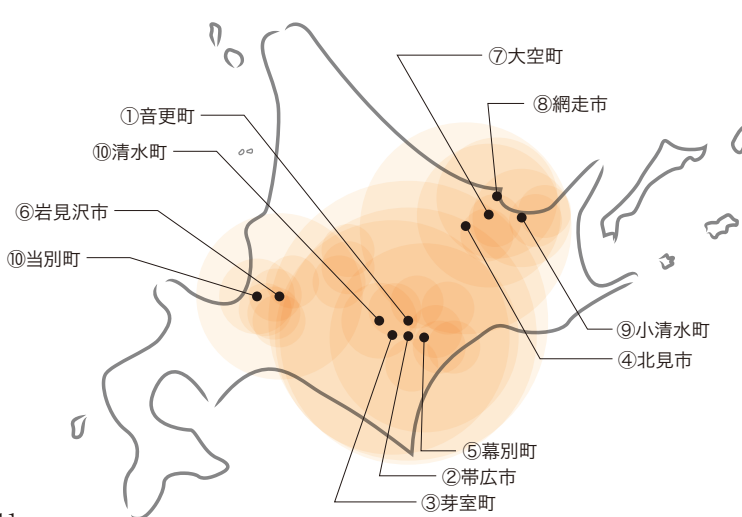 ⑦大空町
⑧網走市
①音更町
⑩清水町
⑥岩見沢市
⑩当別町
⑨小清水町
④北見市
⑤幕別町
②帯広市
③芽室町